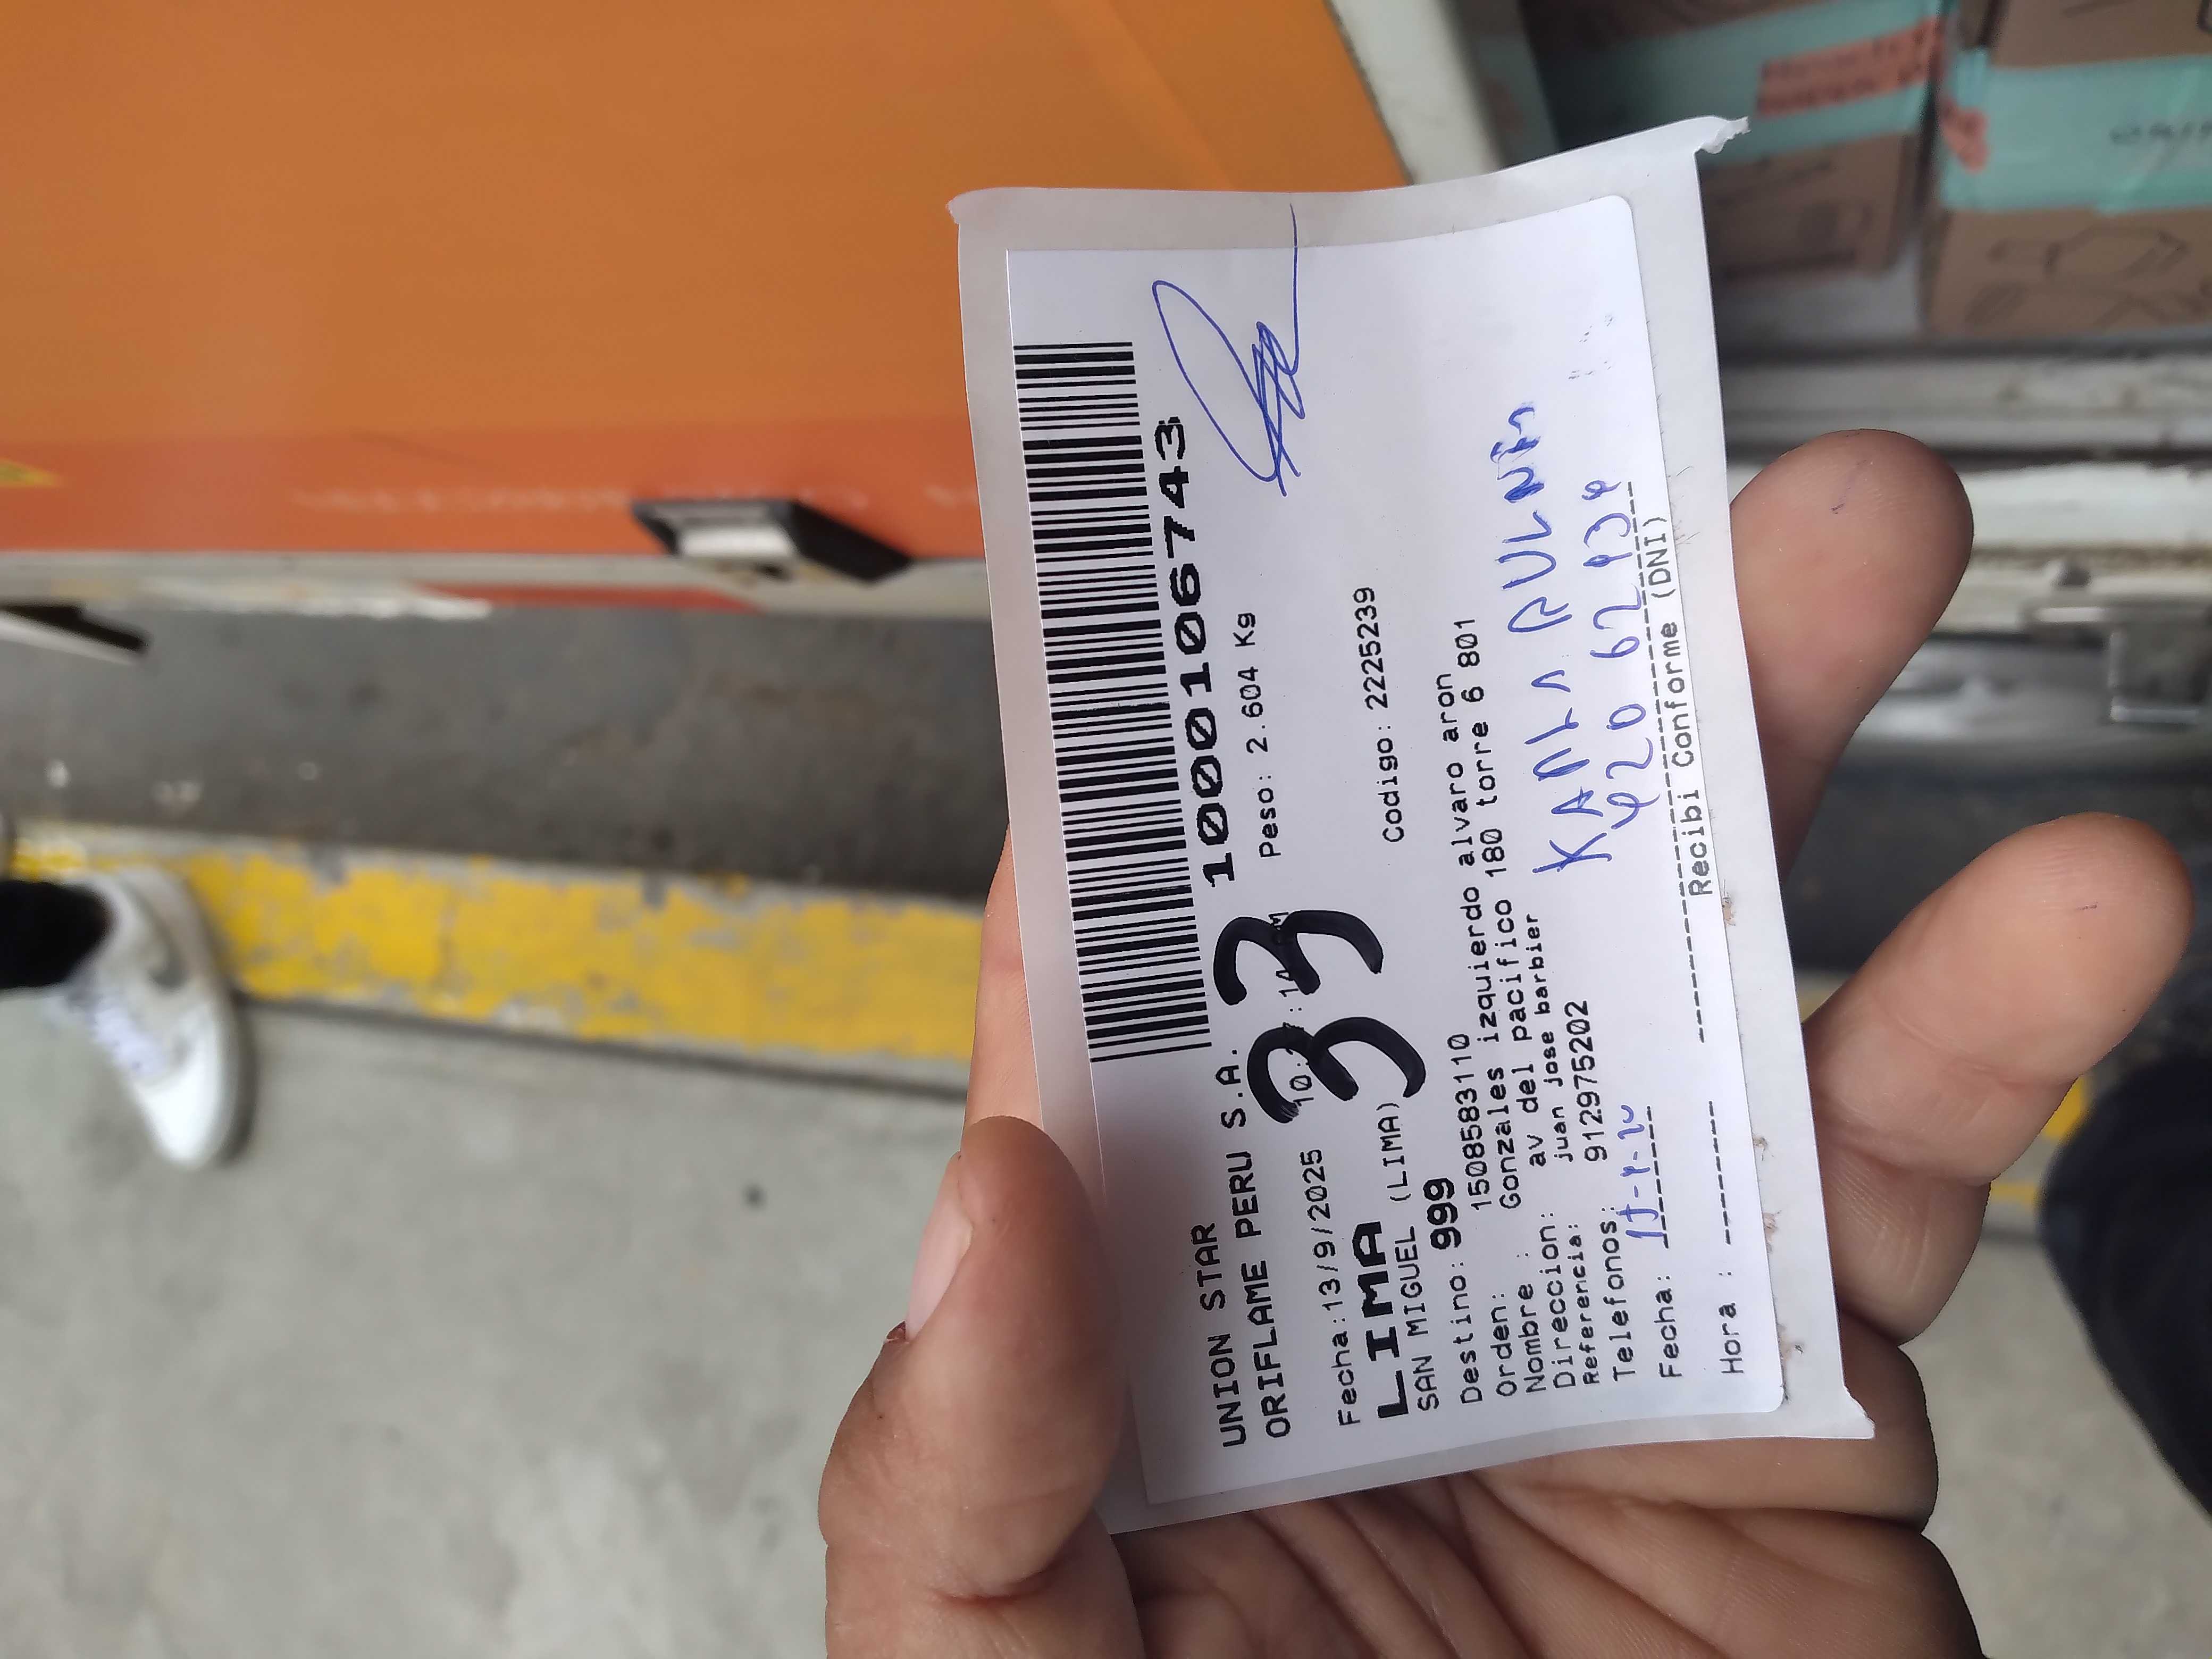 UNION STAR
ORIFLAME PERU S.A.
1000106743
33
Fecha:13/9/2025
Peso: 2.604 Kg
LIMA
SAN MIGUEL (LIMA)
Codigo: 2225239
Destino: 999
Orden: 1508583110
Nombre : Gonzales izquierdo alvaro aron
Direccion: av del pacifico 180 torre 6 801
Referencia: juan jose barbier
Telefonos: 912975202
Fecha:
Hora :
Recibi Conforme (DNI)